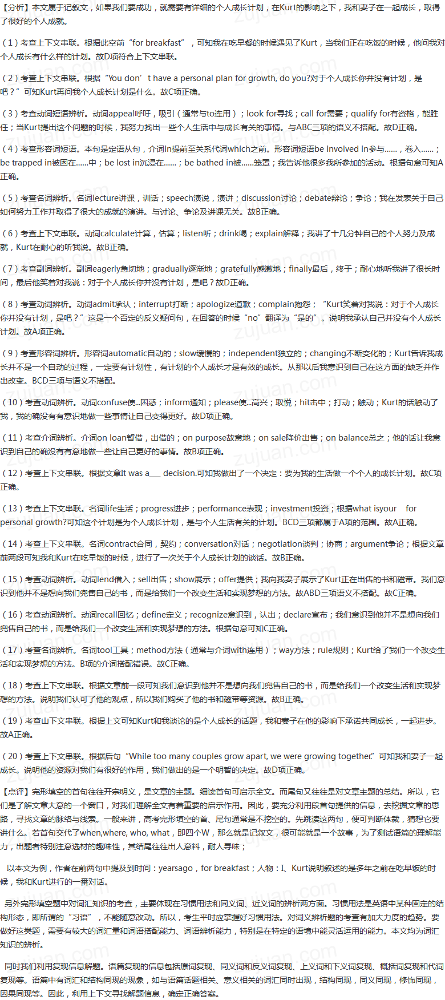 【分析】本文属于记叙文，如果我们要成功，就需要有详细的个人成长计划，在Kurt的影响之下，我和妻子在一起成长，取得
了很好的个人成就。
（1）考查上下文串联。根据此空前“for breakfast”，可知我在吃早餐的时候遇见了Kurt，当我们正在吃饭的时候，他问我对
个人成长有什么样的计划。故D项符合上下文串联。
（2）考查上下文串联。根据“You don’t have a personal plan for growth, do you?对于个人成长你并没有计划，是
吧？”可知Kurt再问我个人成长计划是什么。故C项正确。
（3）考查动词短语辨析。动词appeal呼吁，吸引（通常与to连用）；look for寻找；call for需要；qualify for有资格，能胜
任；当Kurt提出这个问题的时候，我努力找出一些个人生活中与成长有关的事情。与ABC三项的语义不搭配。故D正确。
（4）考查形容词短语。本句是定语从句，介词in提前至关系代词which之前。形容词短语be involved in参与......，卷入......；
be trapped in被困在......中；be lost in沉浸在......；be bathed in被......笼罩；我告诉他很多我所参加的活动。根据句意可知A
正确。
（5）考查名词辨析。名词lecture讲课，训话；speech演说，演讲；discussion讨论；debate辩论；争论；我在发表关于自己
如何努力工作并取得了很大的成就的演讲。与讨论、争论及讲课无关。故B正确。
（6）考查上下文串联。动词calculate计算，估算；listen听；drink喝；explain解释；我讲了十几分钟自己的个人努力及成
就，Kurt在耐心的听我说。故B正确。
（7）考查副词辨析。副词eagerly急切地；gradually逐渐地；gratefully感激地；finally最后，终于；耐心地听我讲了很长时
间，最后他笑着对我说：对于个人成长你并没有计划，是吧？故D正确。
（8）考查动词辨析。动词admit承认；interrupt打断；apologize道歉；complain抱怨；“Kurt笑着对我说：对于个人成长
你并没有计划，是吧？”这是一个否定的反义疑问句，在回答的时候“no”翻译为“是的”。说明我承认自己并没有个人成长
计划。故A项正确。
（9）考查形容词辨析。形容词automatic自动的；slow缓慢的；independent独立的；changing不断变化的；Kurt告诉我成
长并不是一个自动的过程，一定要有计划性，有计划的个人成长才是有效的成长。从那以后我意识到自己在这方面的缺乏并作
出改变。BCD三项与语义不搭配。
（10）考查动词辨析。动词confuse使...困惑；inform通知；please使...高兴；取悦；hit击中；打动；触动；Kurt的话触动了
我，我的确没有有意识地做一些事情让自己变得更好。故D项正确。
（11）考查介词辨析。介词on loan暂借，出借的；on purpose故意地；on sale降价出售；on balance总之；他的话让我意
识到自己的确没有有意地做一些让自己更好的事情。故B项正确。
（12）考查上下文串联。根据文章It was a___ decision.可知我做出了一个决定：要为我的生活做一个个人的成长计划。故C项
正确。
（13）考查上下文串联。名词life生活；progress进步；performance表现；investment投资；根据what isyour for
personal growth?可知这个计划是为个人成长计划，是与个人生活有关的计划。BCD三项都属于A项的范围。故A正确。
（14）考查上下文串联。名词contract合同，契约；conversation对话；negotiation谈判；协商；argument争论；根据文章
前两段可知我和Kurt在吃早饭的时候，进行了一次关于个人成长计划的谈话。故B正确。
（15）考查动词辨析。动词lend借入；sell出售；show展示；offer提供；我向我妻子展示了Kurt正在出售的书和磁带。我们意
识到他并不是想向我们兜售自己的书，而是给我们一个改变生活和实现梦想的方法。故ABD三项语义不搭配。故C正确。
（16）考查动词辨析。动词recall回忆；define定义；recognize意识到，认出；declare宣布；我们意识到他并不是想向我们
兜售自己的书，而是给我们一个改变生活和实现梦想的方法。根据句意可知C正确。
（17）考查名词辨析。名词tool工具；method方法（通常与介词with连用）；way方法；rule规则；Kurt给了我们一个改变生
活和实现梦想的方法。B项的介词搭配错误。故C正确。
（18）考查上下文串联。根据文章前一段可知我们意识到他并不是想向我们兜售自己的书，而是给我们一个改变生活和实现梦
想的方法。说明我们认可了他的观点，所以我们购买了他的书和磁带等资源。故B正确。
（19）考查山下文串联。根据上文可知Kurt和我谈论的是个人成长的话题，我和妻子在他的影响下承诺共同成长，一起进步。
故A正确。
（20）考查上下文串联。根据后句“While too many couples grow apart, we were growing together.”可知我和妻子一起
成长。说明他的资源对我们有很好的作用，我们做出的是一个明智的决定。故D项正确。
【点评】完形填空的首句往往开宗明义，是文章的主题。细读首句可启示全文。而尾句又往往是对文章主题的总结。所以，它
们是了解文章大意的一个窗口，对我们理解全文有着重要的启示作用。因此，要充分利用段首句提供的信息，去挖掘文章的思
路，寻找文章的脉络与线索。一般来讲，高考完形填空的首、尾句通常是不挖空的。先跳读这两句，便可判断体裁，猜想它要
讲什么。若首句交代了when,where, who, what，即四个W，那么就是记叙文，很可能就是一个故事，为了测试语篇的理解能
力，出题者特别注意选材的趣味性，其结尾往往出人意料，耐人寻味；
以本文为例，作者在前两句中提及到时间：yearsago，for breakfast；人物：I、Kurt说明叙述的是多年之前在吃早饭的时
候，我和Kurt进行的一番对话。
另外完形填空题中对词汇知识的考查，主要体现在习惯用法和同义词、近义词的辨析两方面。习惯用法是英语中某种固定的结
构形态，即所谓的“习语”，不能随意改动。所以，考生平时应掌握好习惯用法。对词义辨析题的考查有加大力度的趋势。要
做好这类题，需要有较大的词汇量和词语搭配能力、词语辨析能力，特别是在特定的语境中能灵活运用的能力。本文均为词汇
知识的辨析。
同时我们利用复现信息解题。语篇复现的信息包括原词复现、同义词和反义词复现、上义词和下义词复现、概括词复现和代词
复现等。语篇中有词汇和结构同现的现象，如与语篇话题相关、意义相关的词汇同时出现，结构同现，同义同现，修饰同现，
因果同现等。因此，利用上下文寻找解题信息，确定正确答案。